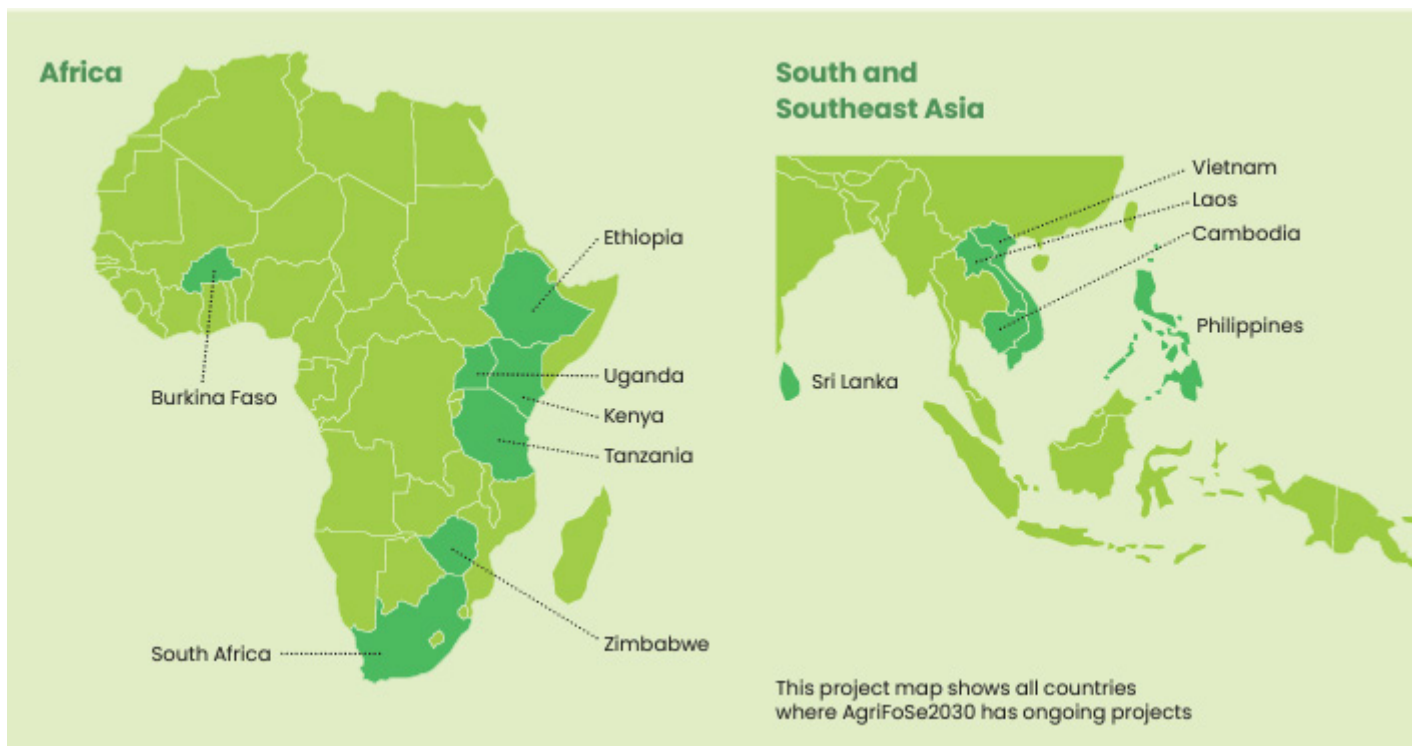 Africa
Ethiopia
Uganda
Burkina Faso
Kenya
Tanzania
Zimbabwe
South Africa
South and
Southeast Asia
Vietnam
Laos
Cambodia
Philippines
Sri Lanka
This project map shows all countries
where AgriFoSe2030 has ongoing projects